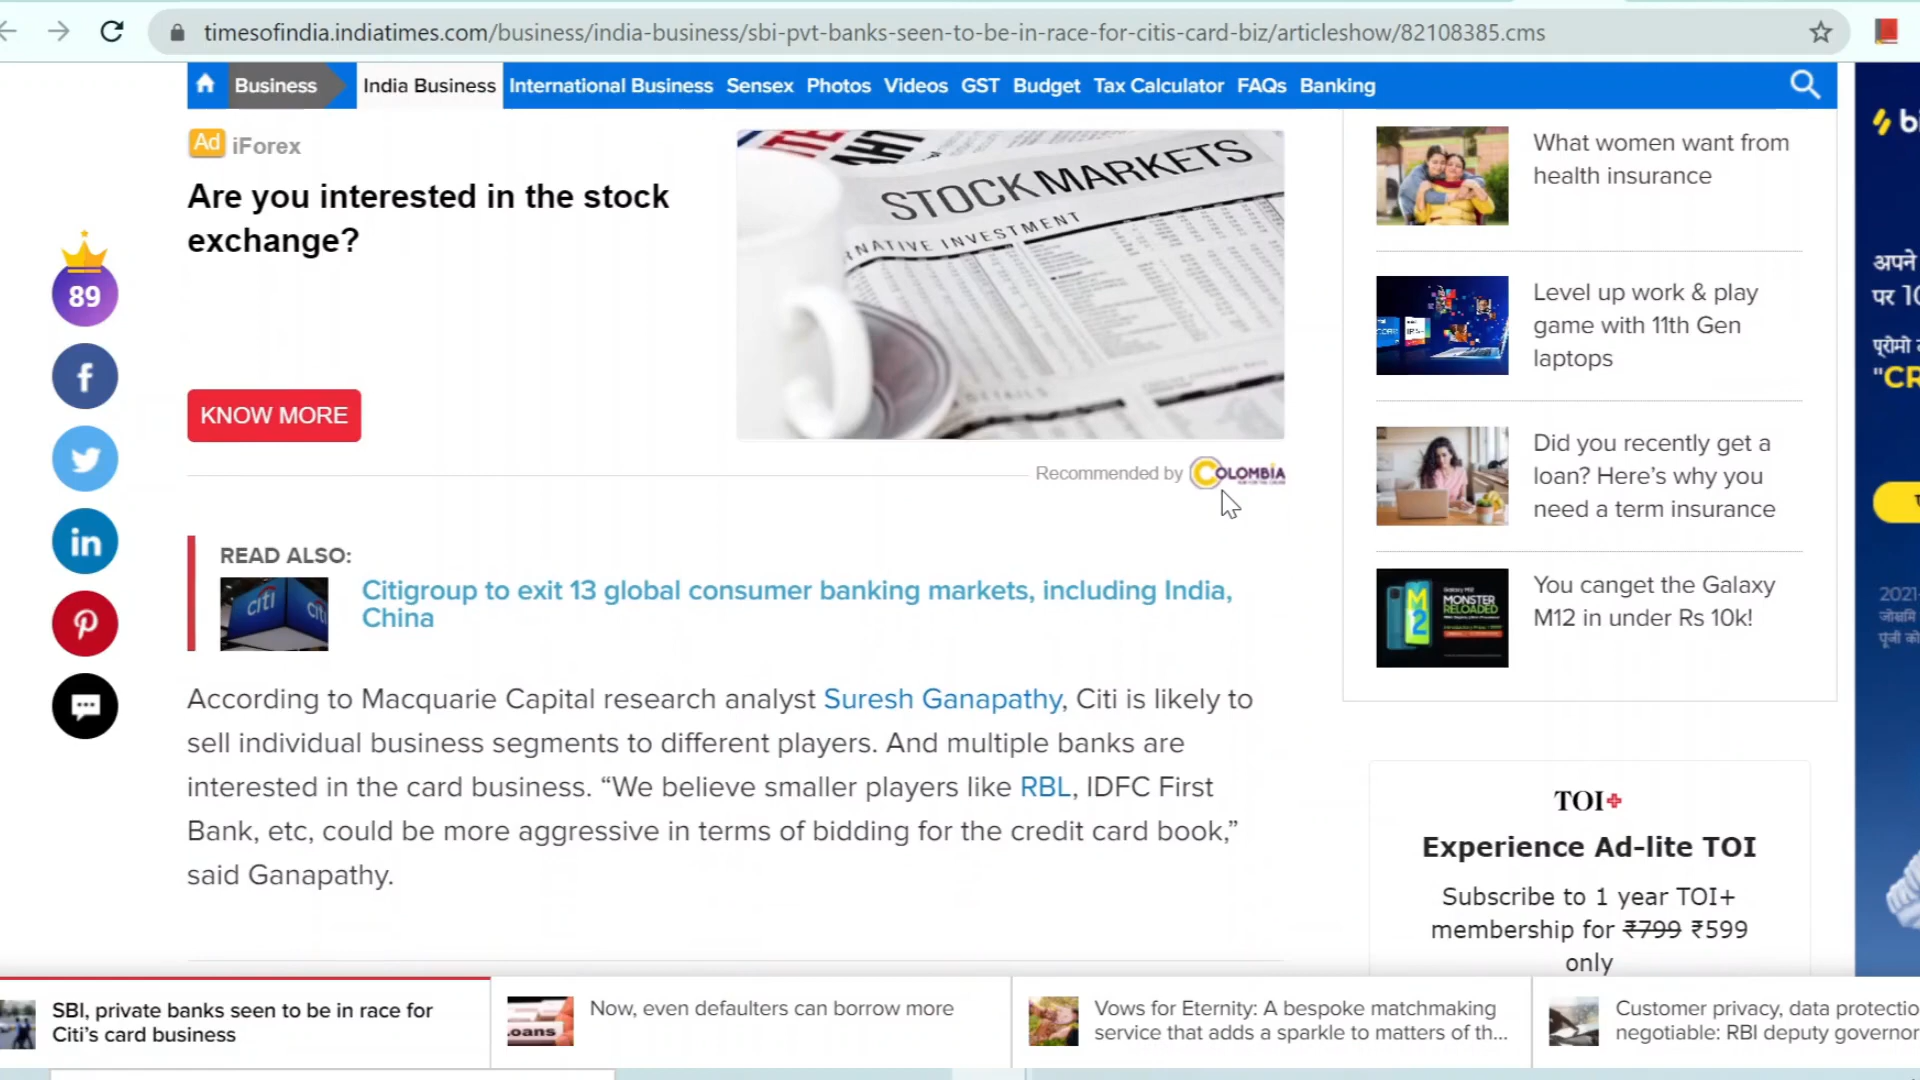 timesofindia.indiatimes.com/business/india-business/sbi-pvt-banks-seen-to-be-in-race-for-citis-card-biz/articleshow/82108385.cms
Business India Business International Business Sensex Photos Videos GST Budget Tax Calculator FAQs Banking
Ad iForex
Are you interested in the stock
exchange?
KNOW MORE
STOCK MARKETS
NATIVE INVESTMENT
DETAILS
Recommended by COLOMBIA
89
READ ALSO:
citi
Citigroup to exit 13 global consumer banking markets, including India,
China
According to Macquarie Capital research analyst Suresh Ganapathy, Citi is likely to
sell individual business segments to different players. And multiple banks are
interested in the card business. “We believe smaller players like RBL, IDFC First
Bank, etc, could be more aggressive in terms of bidding for the credit card book,”
said Ganapathy.
What women want from
health insurance
Level up work & play
game with 11th Gen
laptops
Did you recently get a
loan? Here’s why you
need a term insurance
M12
MONSTER
RELOADED
You canget the Galaxy
M12 in under Rs 10k!
TOI+
Experience Ad-lite TOI
Subscribe to 1 year TOI+
membership for ₹799 ₹599
only
अपने
पर 10
"CR
2021-
SBI, private banks seen to be in race for
Citi’s card business
oans
Now, even defaulters can borrow more
Vows for Eternity: A bespoke matchmaking
service that adds a sparkle to matters of th...
Customer privacy, data protectio
negotiable: RBI deputy governor